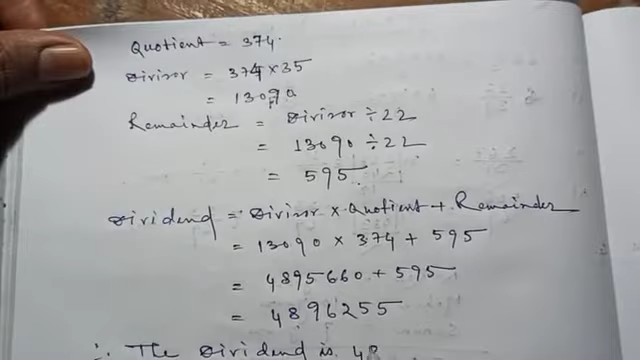 Quotient = 374.
Divisor = 374 × 35
= 13090
Remainder = Divisor ÷ 22
= 13090 ÷ 22
= 595.
Dividend = Divisor × Quotient + Remainder
= 13090 × 374 + 595
= 4895660 + 595
= 4896255
∴ The Dividend is 48